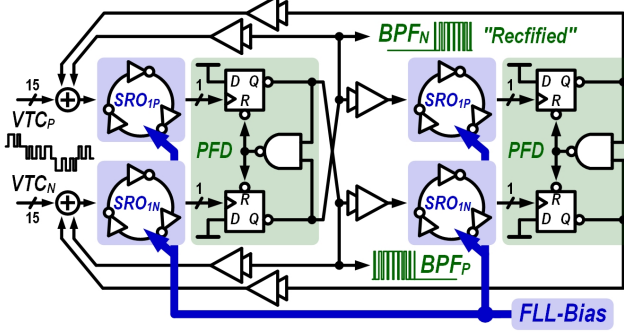 BPFN "Recfified"
15
VTCP
SRO1P
1
D Q
R
PFD
SRO1P
1
D Q
R
PFD
VTCN
15
SRO1N
1
R
D Q
SRO1N
1
R
D Q
BPFP
FLL-Bias